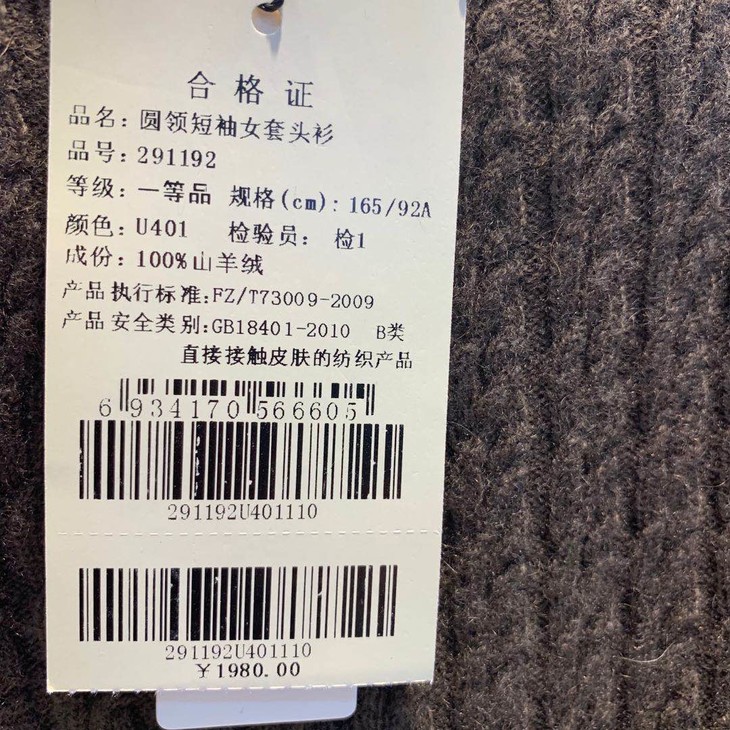 合格证
品名：圆领短袖女套头衫
品号：291192
等级：一等品 规格(cm)：165/92A
颜色：U401 检验员： 检1
成份：100%山羊绒
产品执行标准:FZ/T73009-2009
产品安全类别:GB18401-2010 B类
直接接触皮肤的纺织产品
6 934170 566605
291192U401110
291192U401110
¥1980.00